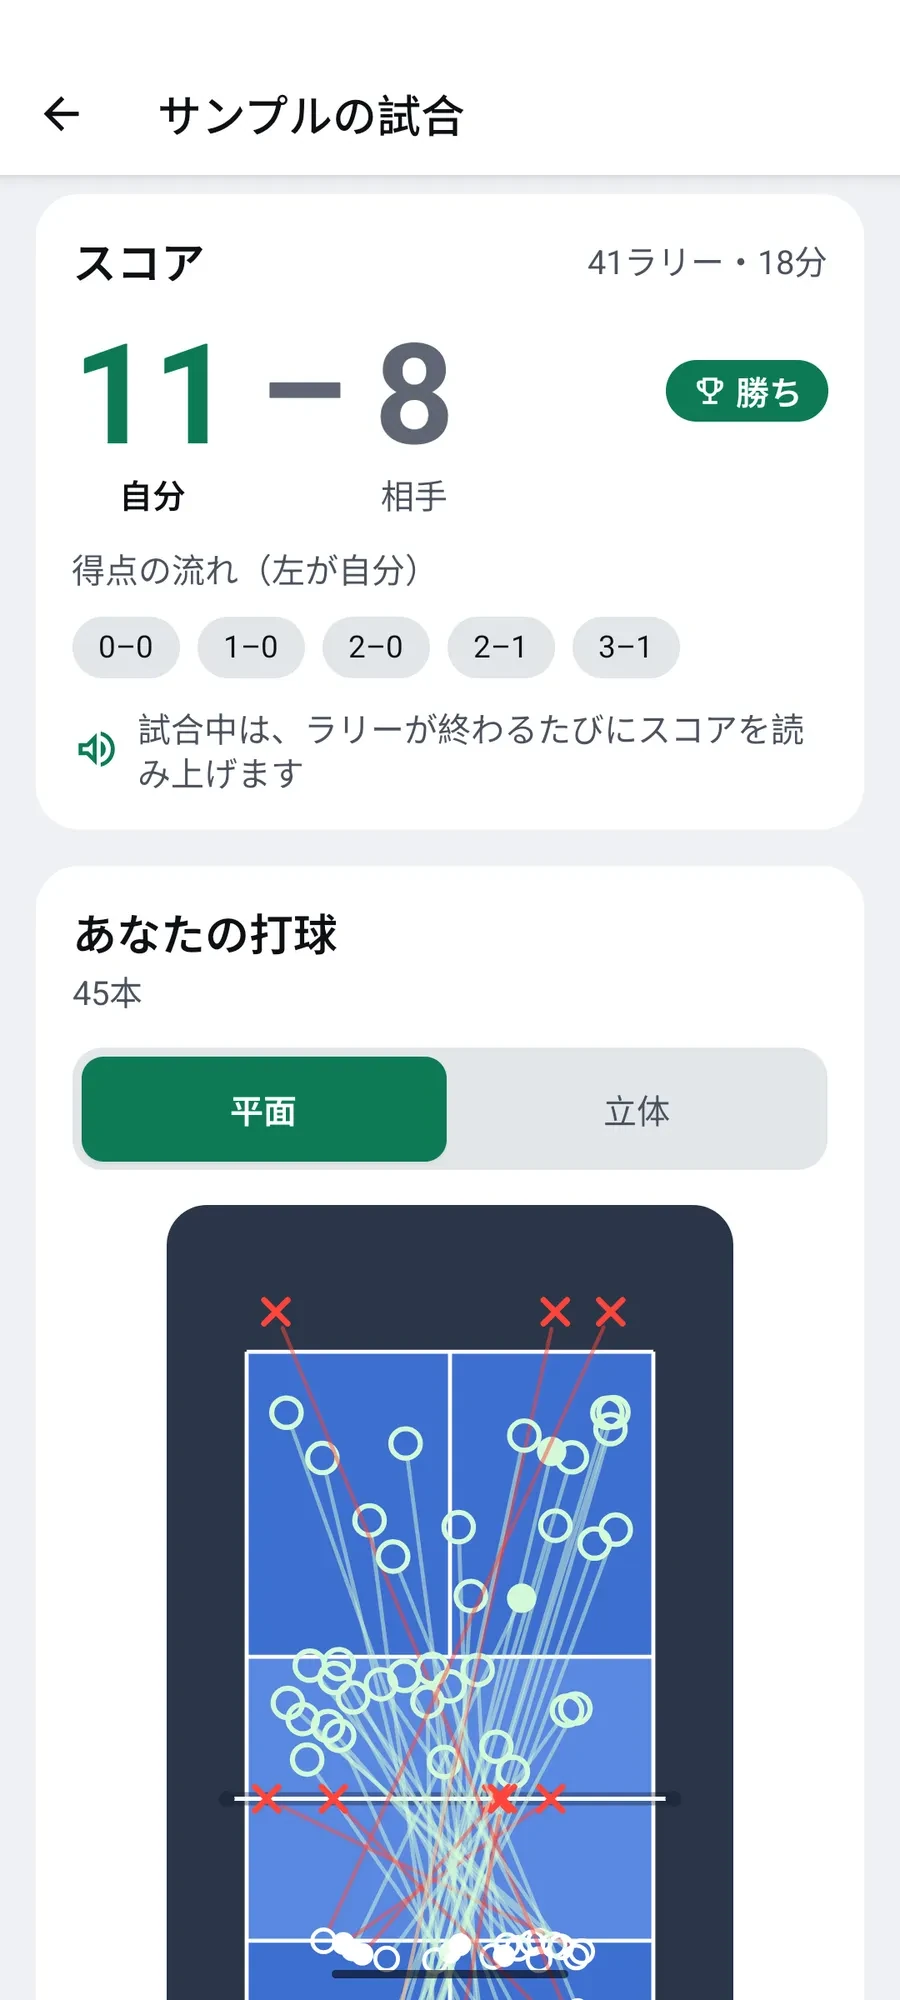 サンプルの試合
スコア
41ラリー・18分
11 – 8
勝ち
自分
相手
得点の流れ（左が自分）
0–0 1–0 2–0 2–1 3–1
試合中は、ラリーが終わるたびにスコアを読
み上げます
あなたの打球
45本
平面
立体